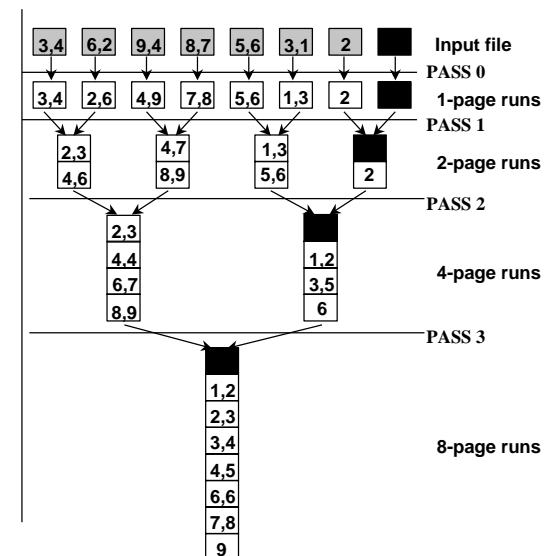 3,4 6,2 9,4 8,7 5,6 3,1 2 Input file
PASS 0
3,4 2,6 4,9 7,8 5,6 1,3 2 1-page runs
PASS 1
2,3 4,7 1,3
2-page runs
4,6 8,9 5,6 2
PASS 2
2,3
4,4 1,2
4-page runs
6,7 3,5
8,9 6
PASS 3
1,2
2,3
3,4
8-page runs
4,5
6,6
7,8
9